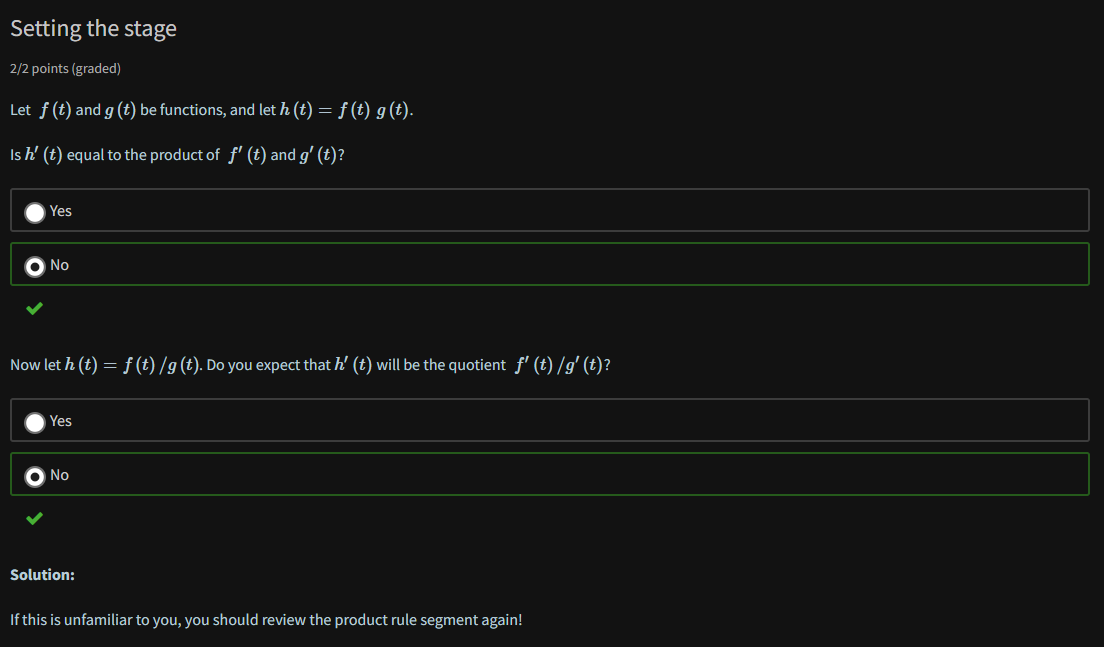 Setting the stage
2/2 points (graded)
Let f (t) and g (t) be functions, and let h (t) = f (t) g (t).
Is h′ (t) equal to the product of f′ (t) and g′ (t)?
Yes
No
Now let h (t) = f (t) /g (t). Do you expect that h′ (t) will be the quotient f′ (t) /g′ (t)?
Yes
No
Solution:
If this is unfamiliar to you, you should review the product rule segment again!